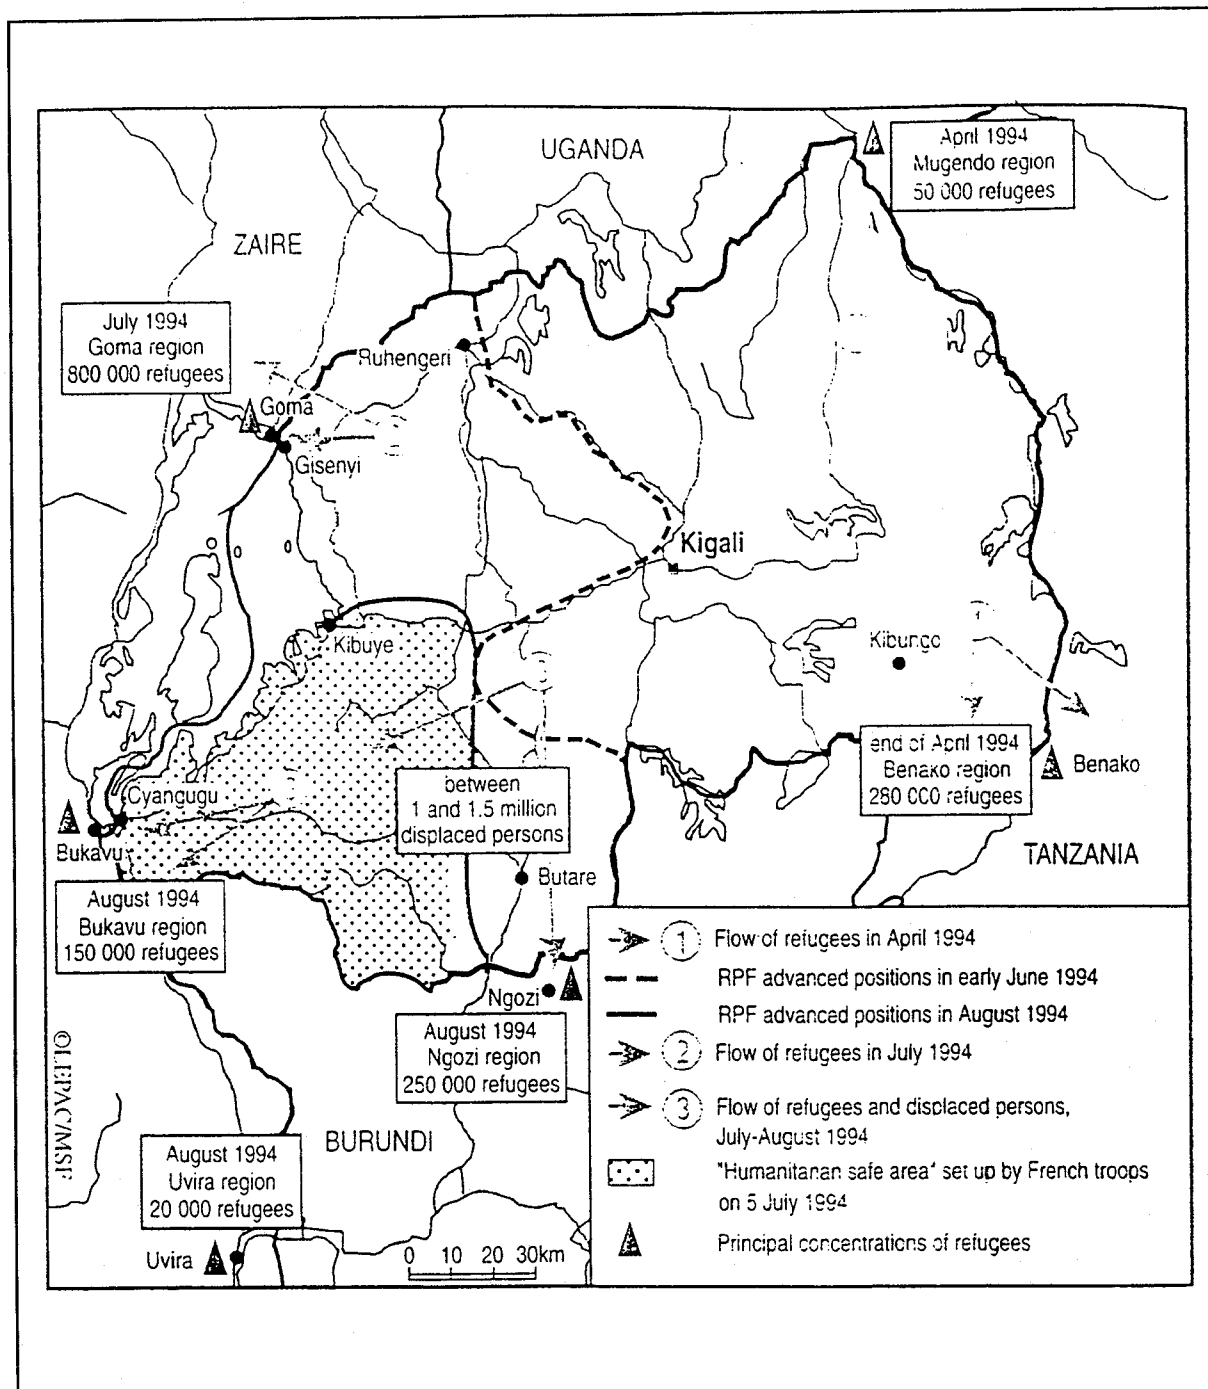 UGANDA
April 1994
Mugendo region
50 000 refugees
ZAIRE
July 1994
Goma region
800 000 refugees
Ruhengeri
Goma
Gisenyi
Kigali
Kibuye
Kibungo
end of April 1994
Benako region
280 000 refugees
Benako
between
1 and 1.5 million
displaced persons
Cyangugu
Bukavu
TANZANIA
Butare
August 1994
Bukavu region
150 000 refugees
Ngozi
August 1994
Ngozi region
250 000 refugees
©LEPAC/MSF
BURUNDI
August 1994
Uvira region
20 000 refugees
Uvira
0 10 20 30km
1 Flow of refugees in April 1994
RPF advanced positions in early June 1994
RPF advanced positions in August 1994
2 Flow of refugees in July 1994
3 Flow of refugees and displaced persons,
July-August 1994
"Humanitarian safe area" set up by French troops
on 5 July 1994
Principal concentrations of refugees